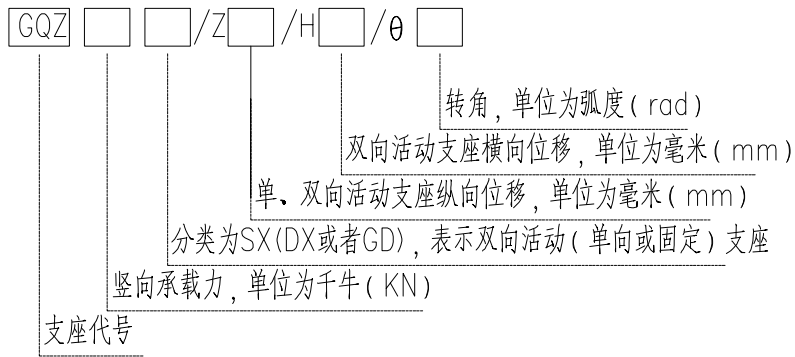 GQZ /Z /H /θ
转角,单位为弧度(rad)
双向活动支座横向位移,单位为毫米(mm)
单、双向活动支座纵向位移,单位为毫米(mm)
分类为SX(DX或者GD),表示双向活动(单向或固定)支座
竖向承载力,单位为千牛(KN)
支座代号